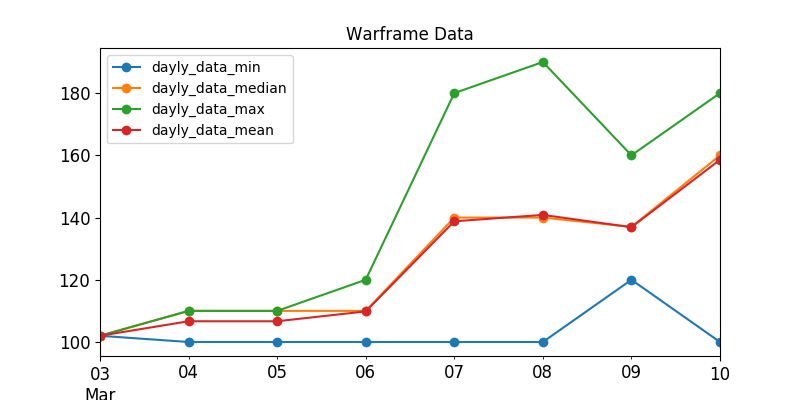 Warframe Data
dayly_data_min
dayly_data_median
dayly_data_max
dayly_data_mean
180
160
140
120
100
03 04 05 06 07 08 09 10
Mar